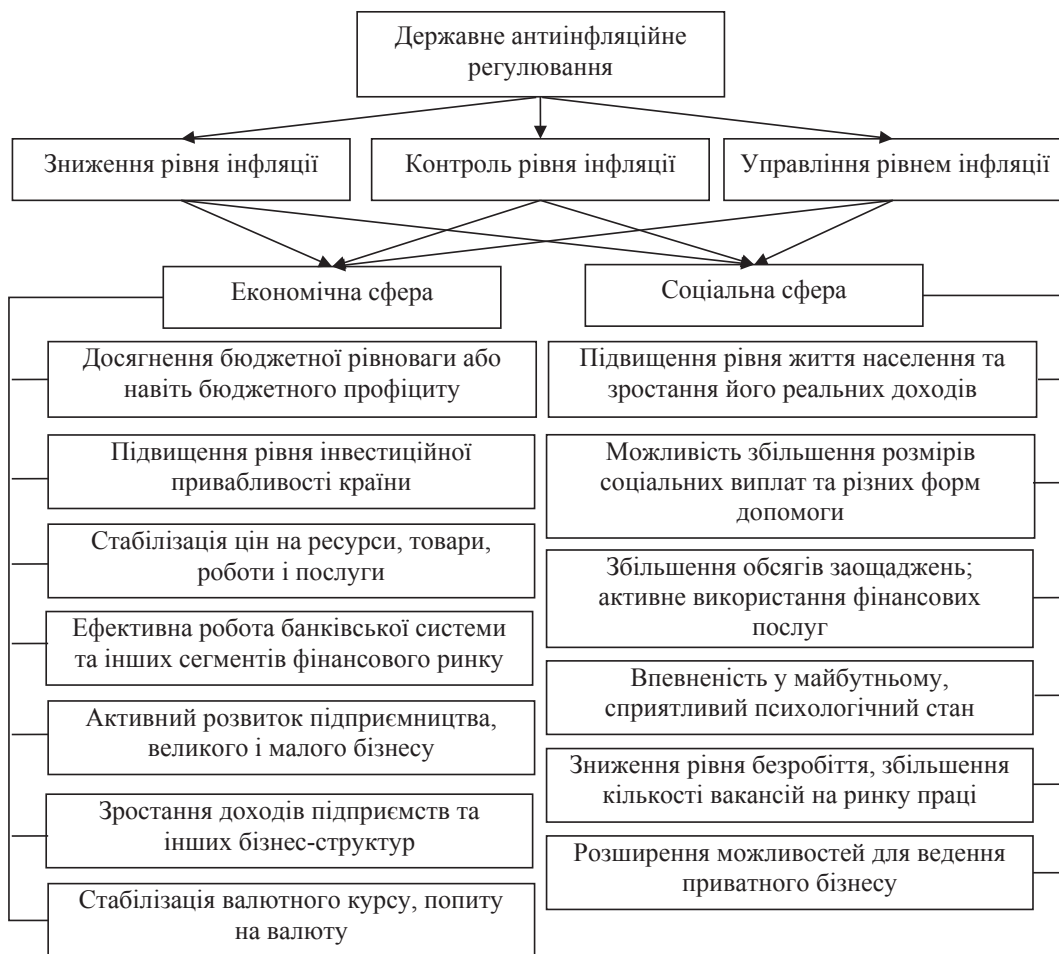 Державне антиінфляційне
регулювання
Зниження рівня інфляції
Контроль рівня інфляції
Управління рівнем інфляції
Економічна сфера
Соціальна сфера
Досягнення бюджетної рівноваги або
навіть бюджетного профіциту
Підвищення рівня інвестиційної
привабливості країни
Стабілізація цін на ресурси, товари,
роботи і послуги
Ефективна робота банківської системи
та інших сегментів фінансового ринку
Активний розвиток підприємництва,
великого і малого бізнесу
Зростання доходів підприємств та
інших бізнес-структур
Стабілізація валютного курсу, попиту
на валюту
Підвищення рівня життя населення та
зростання його реальних доходів
Можливість збільшення розмірів
соціальних виплат та різних форм
допомоги
Збільшення обсягів заощаджень;
активне використання фінансових
послуг
Впевненість у майбутньому,
сприятливий психологічний стан
Зниження рівня безробіття, збільшення
кількості вакансій на ринку праці
Розширення можливостей для ведення
приватного бізнесу